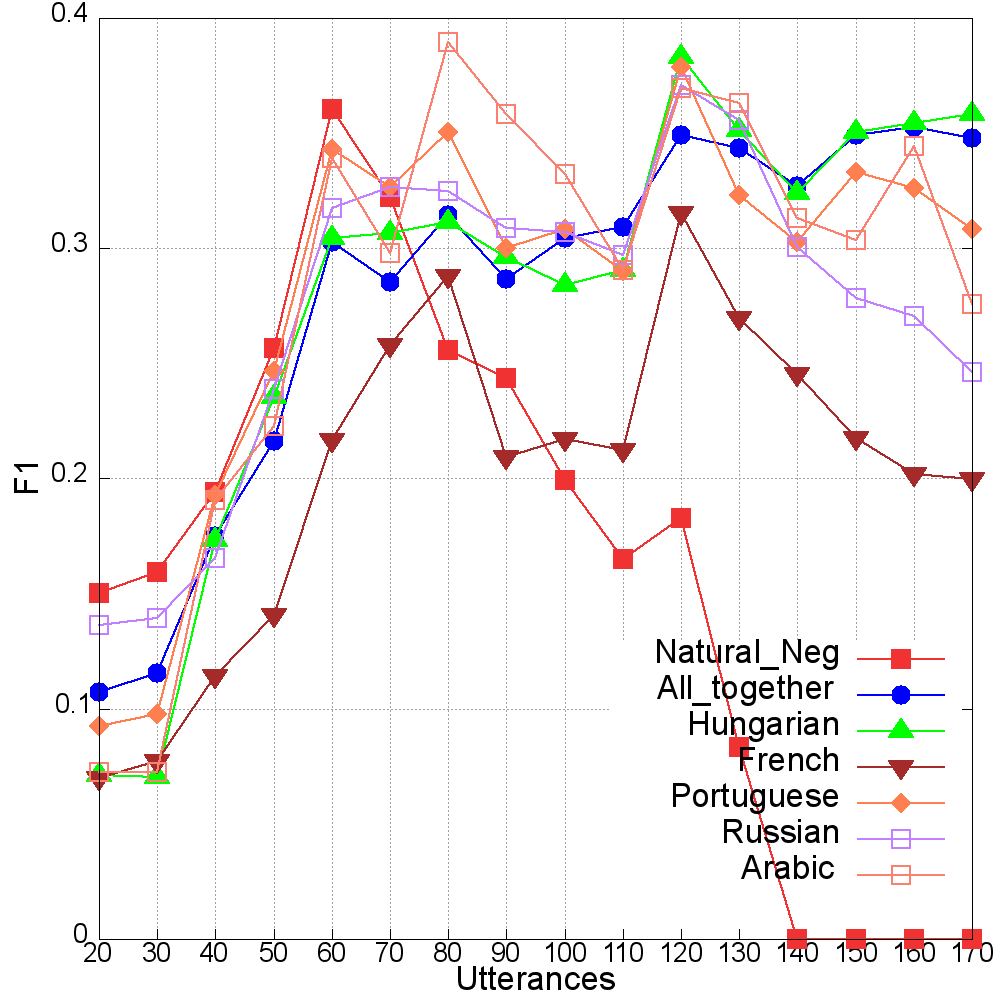 0.4
0.3
0.2
0.1
0
F1
Natural_Neg
All_together
Hungarian
French
Portuguese
Russian
Arabic
20 30 40 50 60 70 80 90 100 110 120 130 140 150 160 170
Utterances